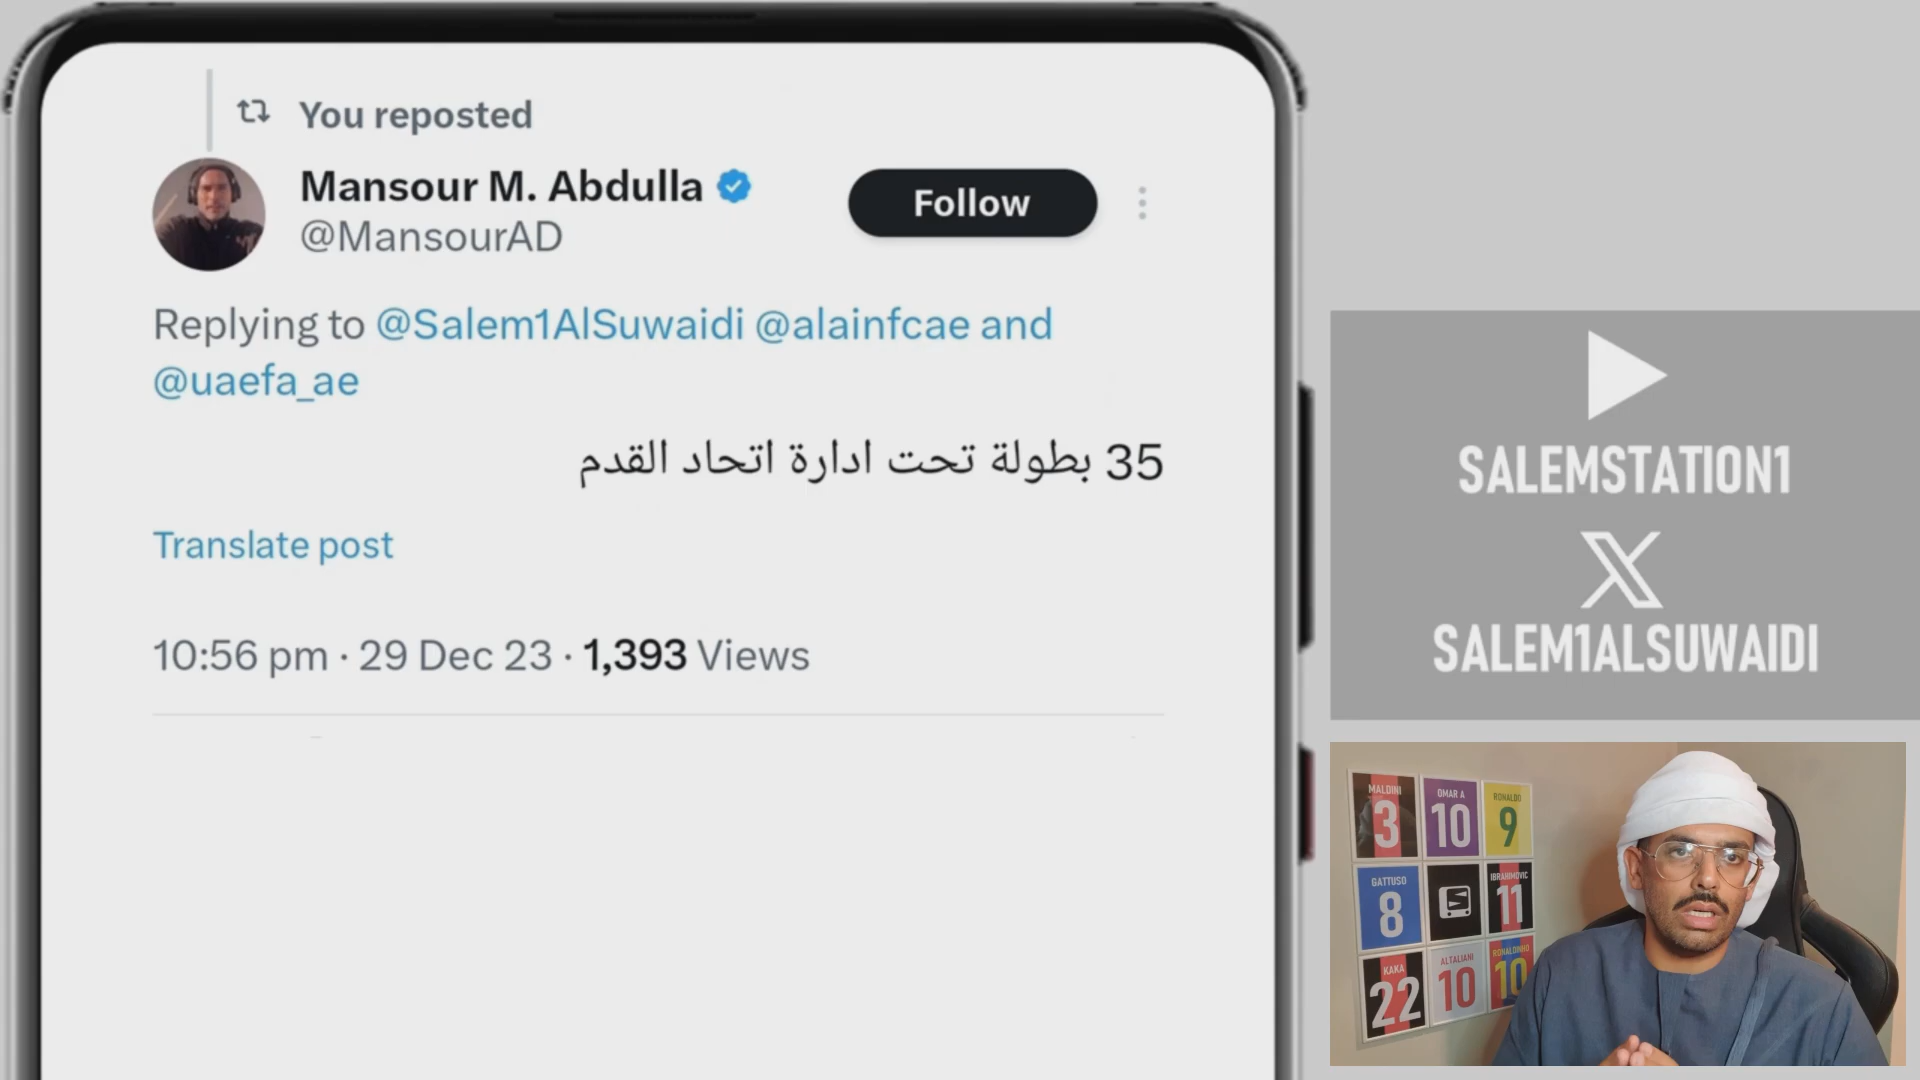 You reposted
Mansour M. Abdulla
@MansourAD
Follow
Replying to @Salem1AlSuwaidi @alainfcae and
@uaefa_ae
35 بطولة تحت ادارة اتحاد القدم
Translate post
10:56 pm · 29 Dec 23 · 1,393 Views
SALEMSTATION1
X
SALEM1ALSUWAIDI
MALDINI
3
OMAR A
10
RONALDO
9
GATTUSO
8
IBRAHIMOVIC
11
KAKA
22
ALTALIANI
10
RONALDINHO
10